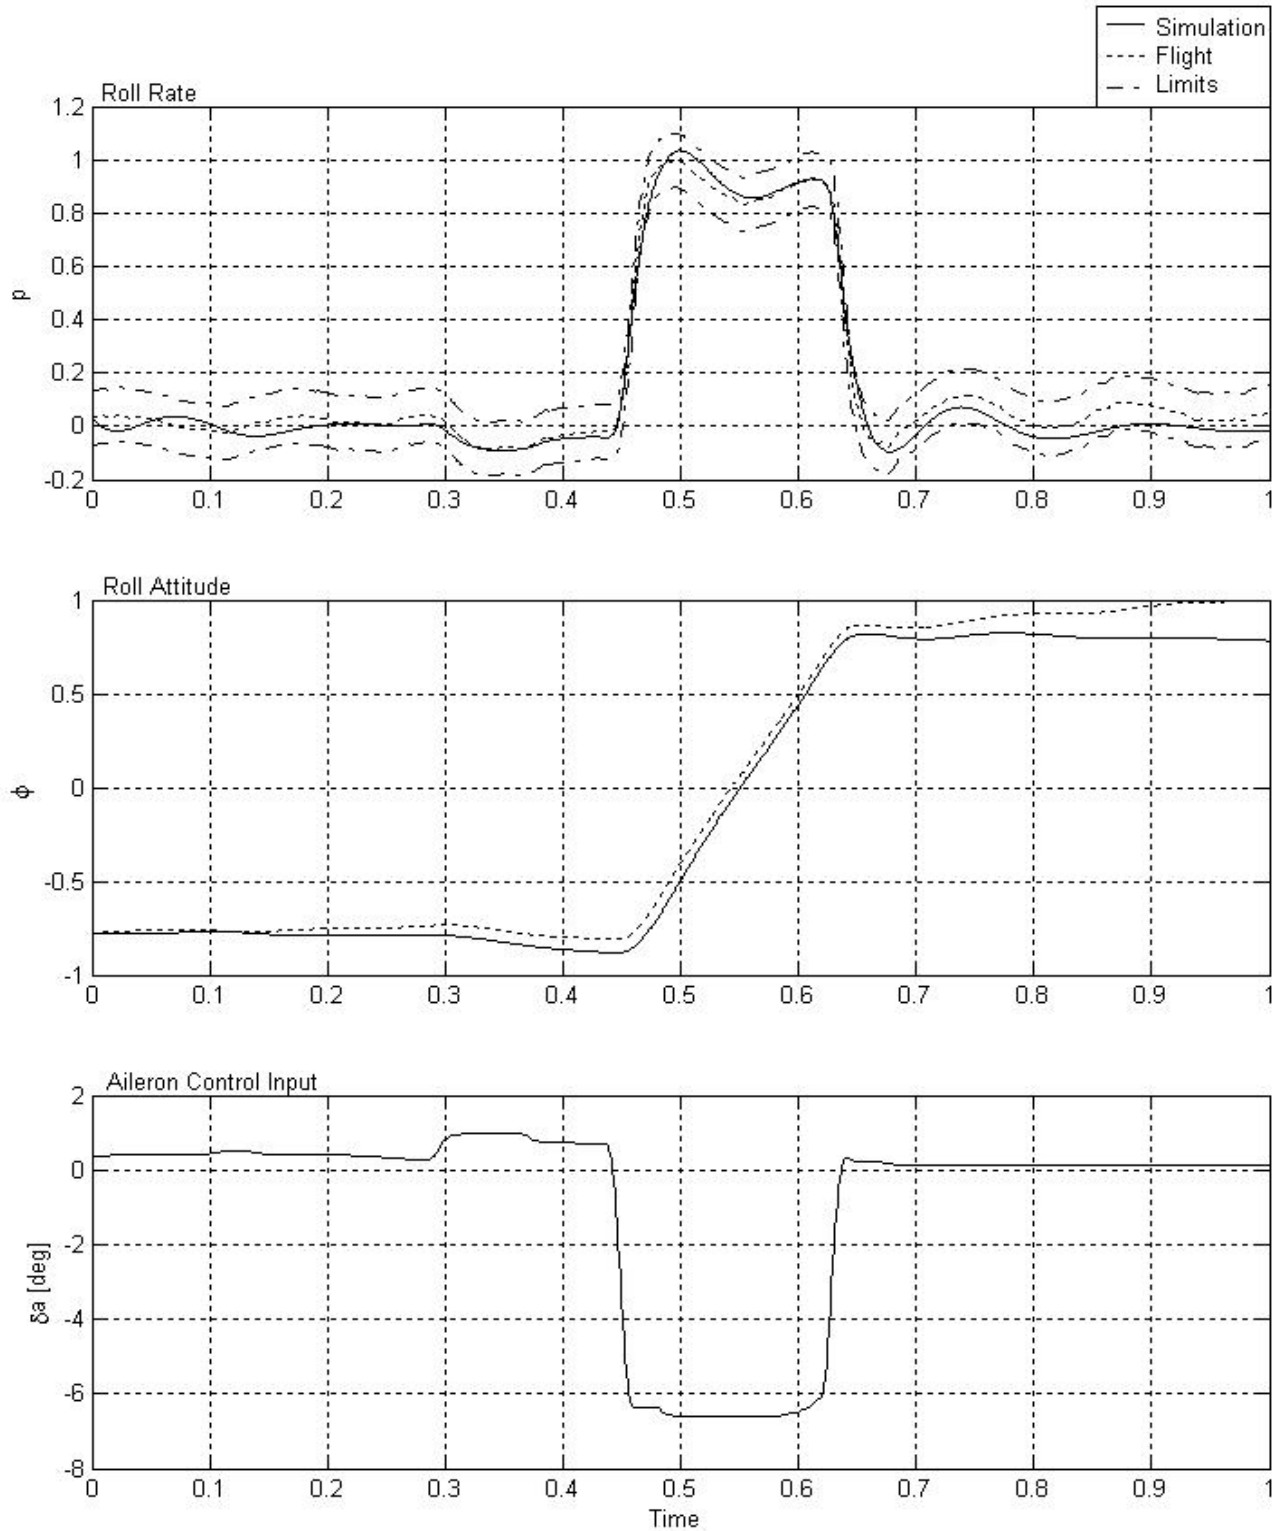 Simulation
Flight
Limits
Roll Rate
1.2
1
0.8
0.6
0.4
0.2
0
-0.2
p
0 0.1 0.2 0.3 0.4 0.5 0.6 0.7 0.8 0.9 1
Roll Attitude
1
0.5
0
-0.5
-1
ϕ
0 0.1 0.2 0.3 0.4 0.5 0.6 0.7 0.8 0.9 1
Aileron Control Input
2
0
-2
-4
-6
-8
δa [deg]
0 0.1 0.2 0.3 0.4 0.5 0.6 0.7 0.8 0.9 1
Time